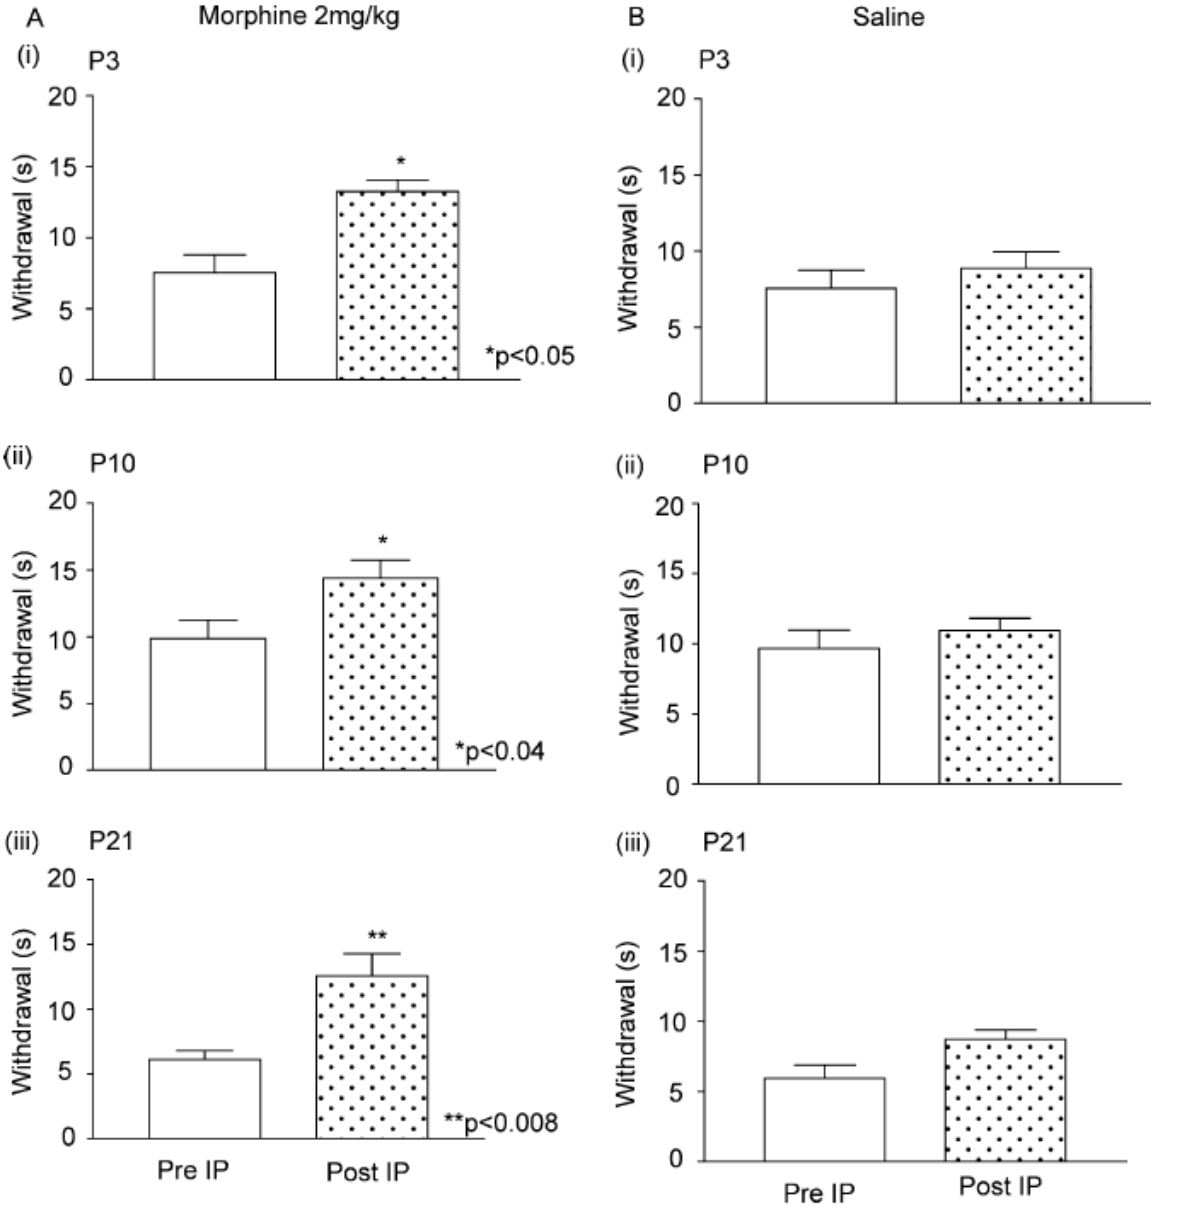 A Morphine 2mg/kg
(i) P3
20
15
10
5
0
Withdrawal (s)
*
*p<0.05
(ii) P10
20
15
10
5
0
Withdrawal (s)
*
*p<0.04
(iii) P21
20
15
10
5
0
Withdrawal (s)
**
**p<0.008
Pre IP Post IP
B Saline
(i) P3
20
15
10
5
0
Withdrawal (s)
(ii) P10
20
15
10
5
0
Withdrawal (s)
(iii) P21
20
15
10
5
0
Withdrawal (s)
Pre IP Post IP